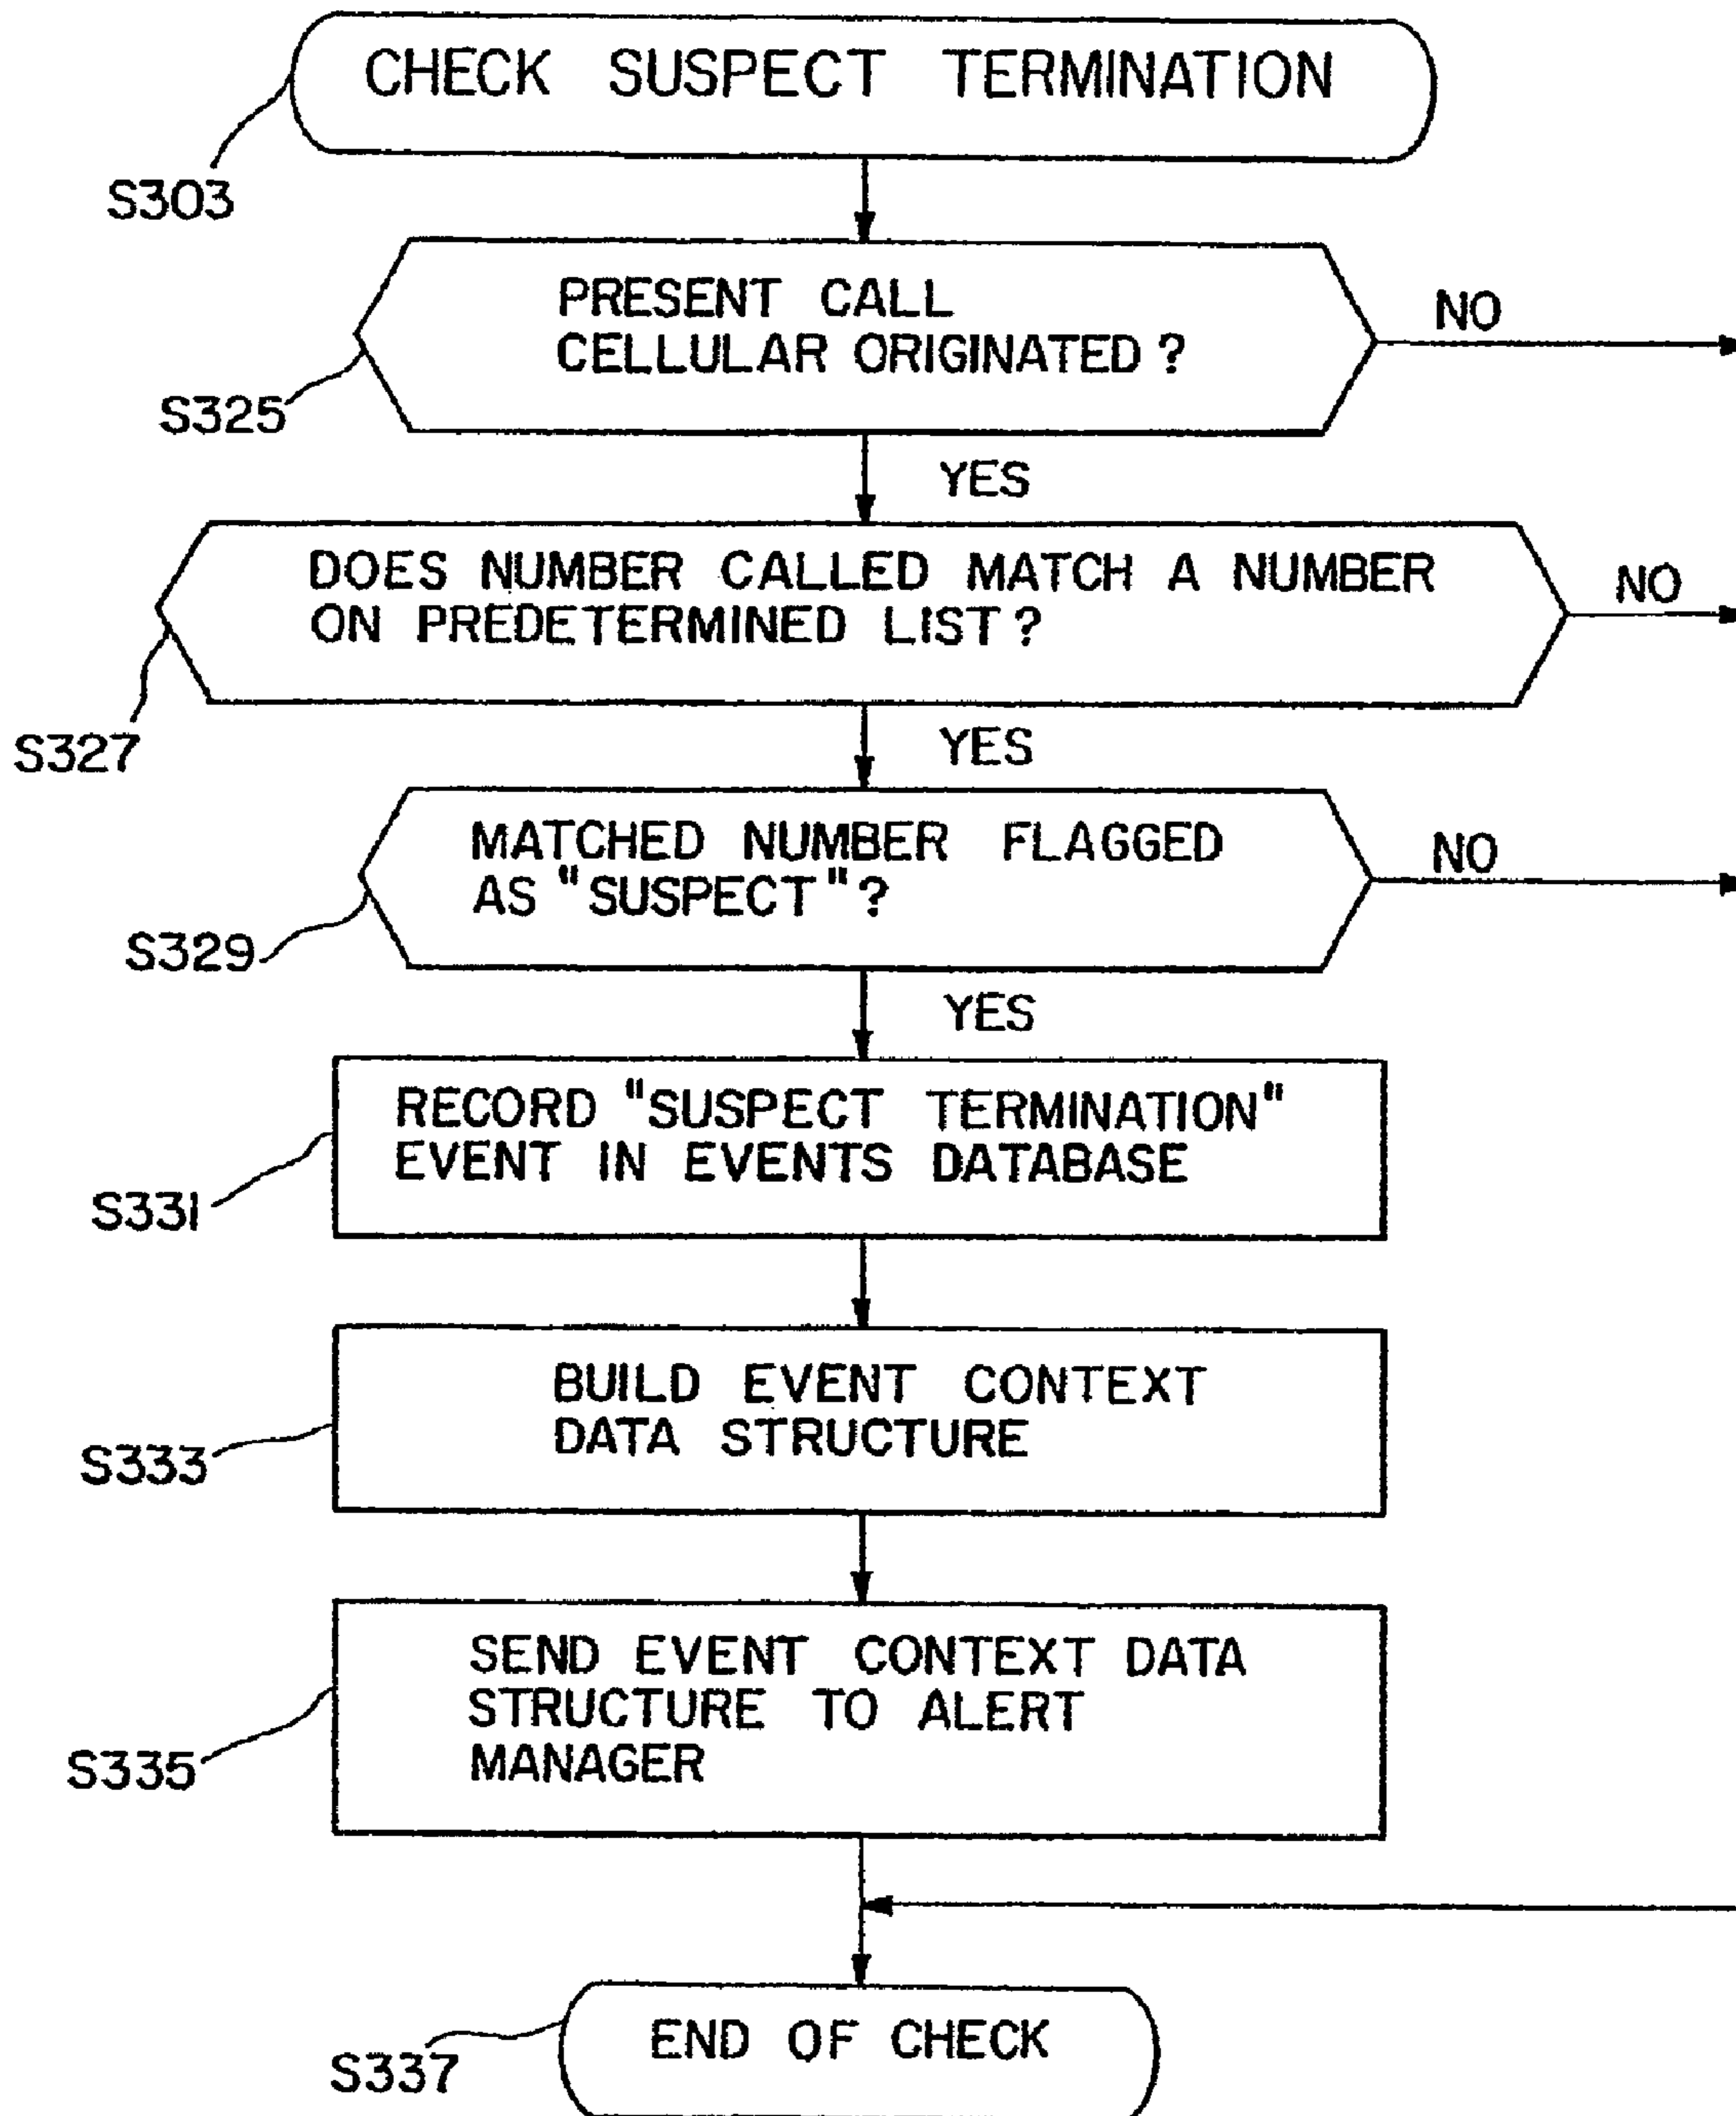 CHECK SUSPECT TERMINATION
S303
PRESENT CALL
CELLULAR ORIGINATED?
NO
S325
YES
DOES NUMBER CALLED MATCH A NUMBER
ON PREDETERMINED LIST?
NO
S327
YES
MATCHED NUMBER FLAGGED
AS "SUSPECT"?
NO
S329
YES
RECORD "SUSPECT TERMINATION"
EVENT IN EVENTS DATABASE
S331
BUILD EVENT CONTEXT
DATA STRUCTURE
S333
SEND EVENT CONTEXT DATA
STRUCTURE TO ALERT
MANAGER
S335
END OF CHECK
S337